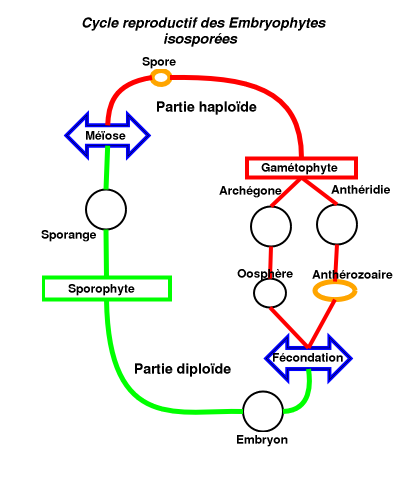 Cycle reproductif des Embryophytes
isosporées
Spore
Partie haploïde
Méïose
Gamétophyte
Archégone
Anthéridie
Sporange
Oosphère
Anthérozoaire
Sporophyte
Fécondation
Partie diploïde
Embryon